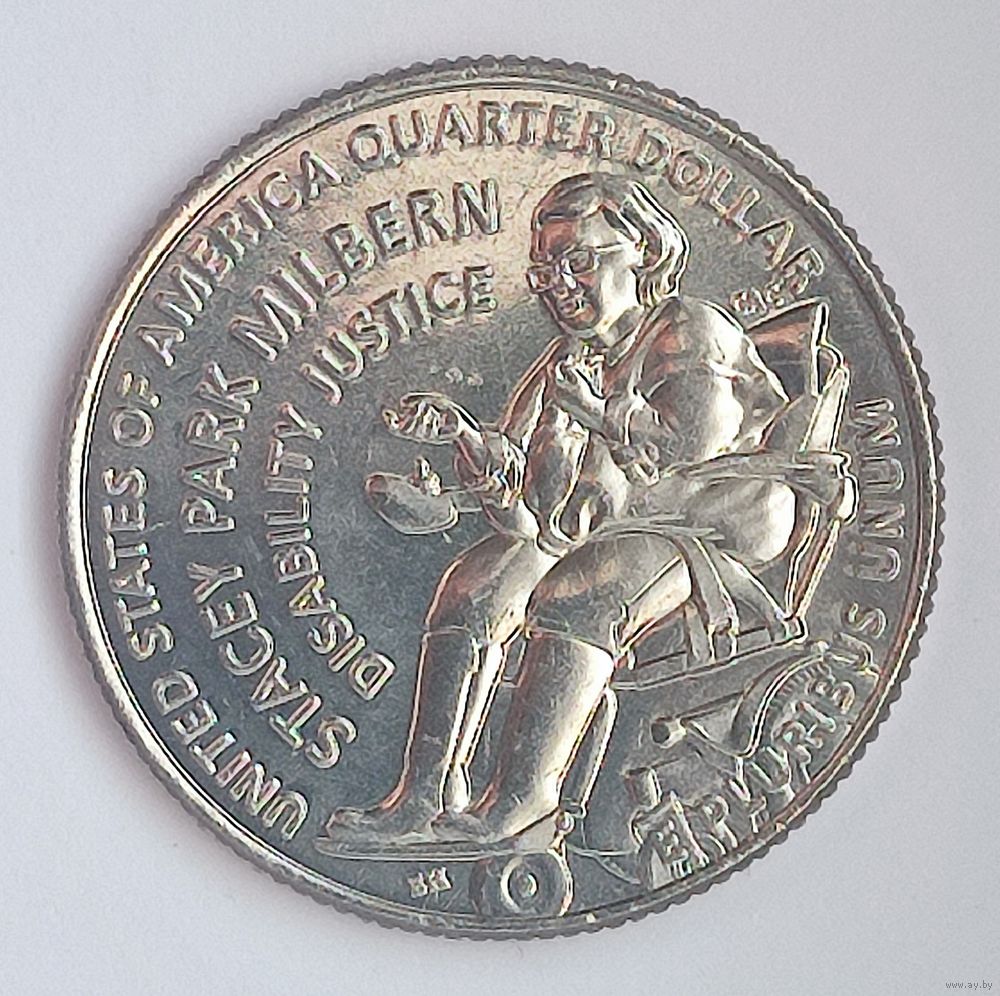 UNITED STATES OF AMERICA QUARTER DOLLAR
STACEY PARK MILBERN
DISABILITY JUSTICE
E PLURIBUS UNUM
www.ay.by